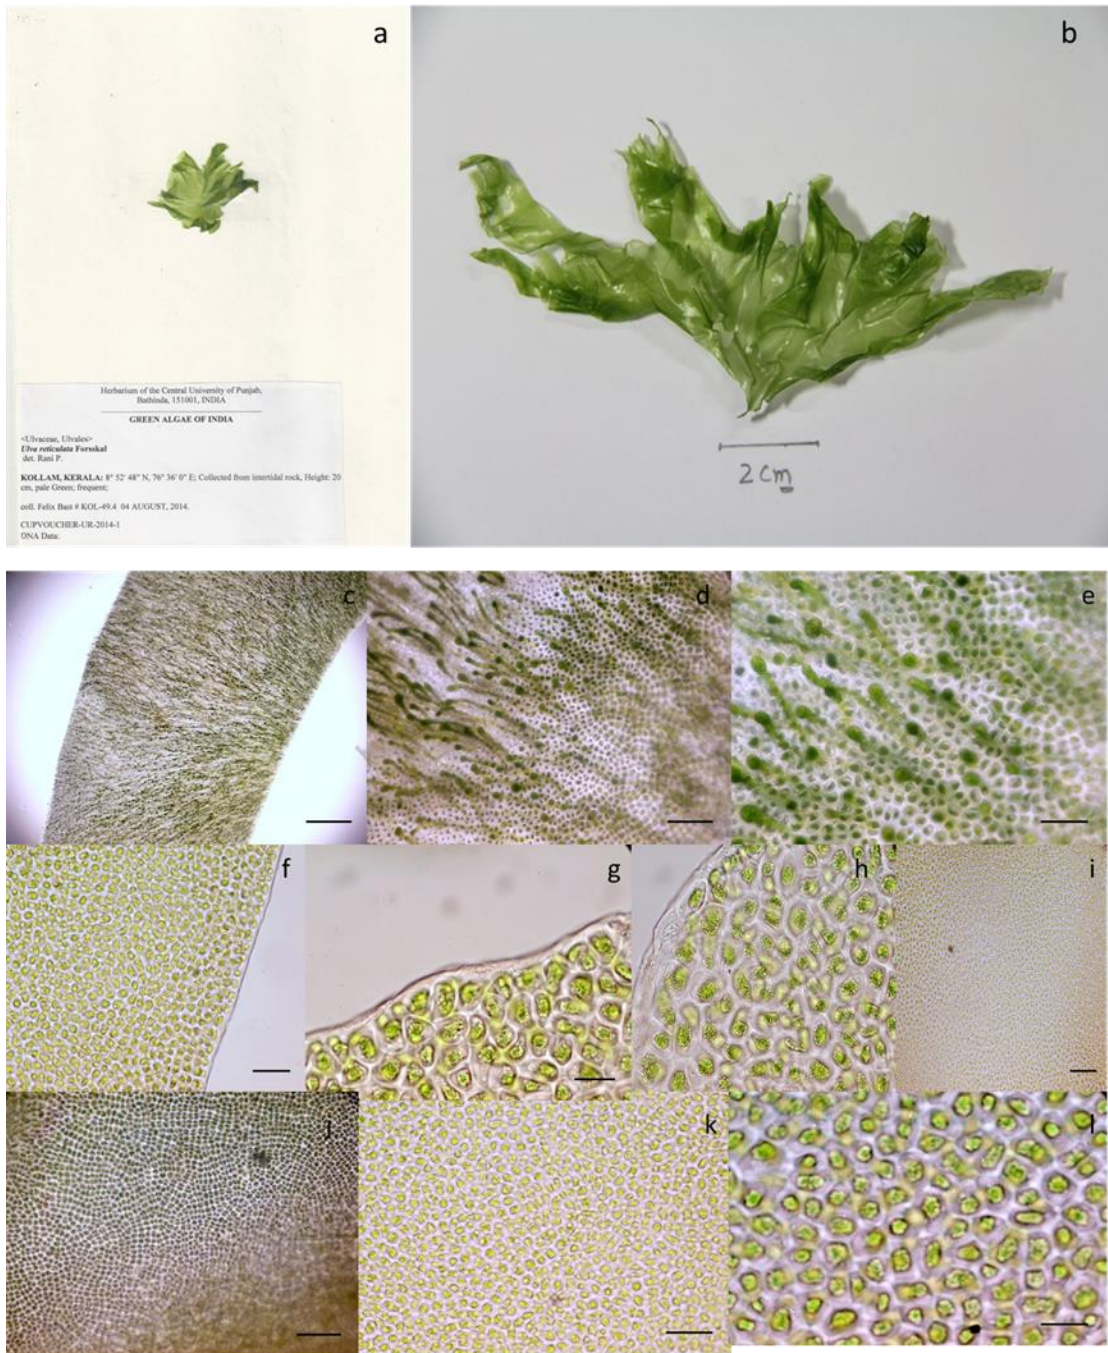 a
b
Herbarium of the Central University of Punjab,
Bathinda, 151001, INDIA
GREEN ALGAE OF INDIA
<Ulvaceae, Ulvales>
Ulva reticulata Forsskal
det. Rani P.
KOLLAM, KERALA: 8° 52' 48" N, 76° 36' 0" E; Collected from intertidal rock, Height: 20
cm, pale Green; frequent;
coll. Felix Bast # KOL-49.4 04 AUGUST, 2014.
CUPVOUCHER-UR-2014-1
DNA Data:
2 cm
c
d
e
f
g
h
i
j
k
l